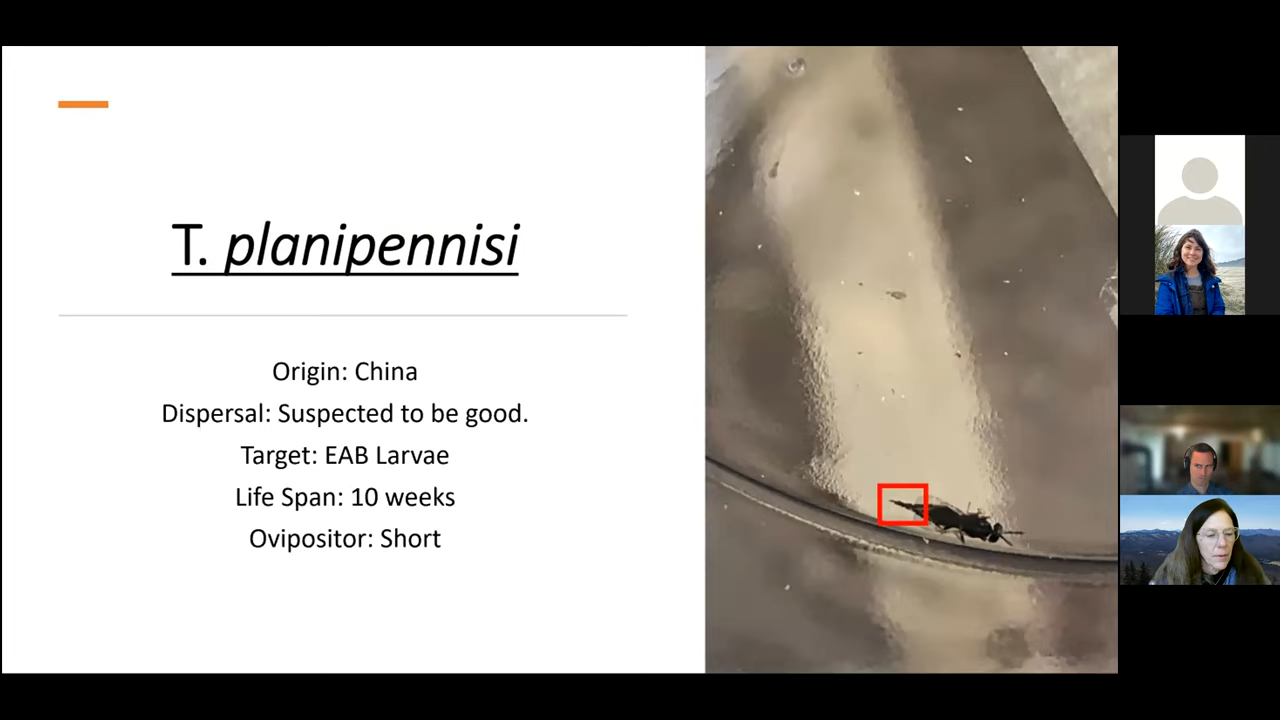 T. planipennisi
Origin: China
Dispersal: Suspected to be good.
Target: EAB Larvae
Life Span: 10 weeks
Ovipositor: Short